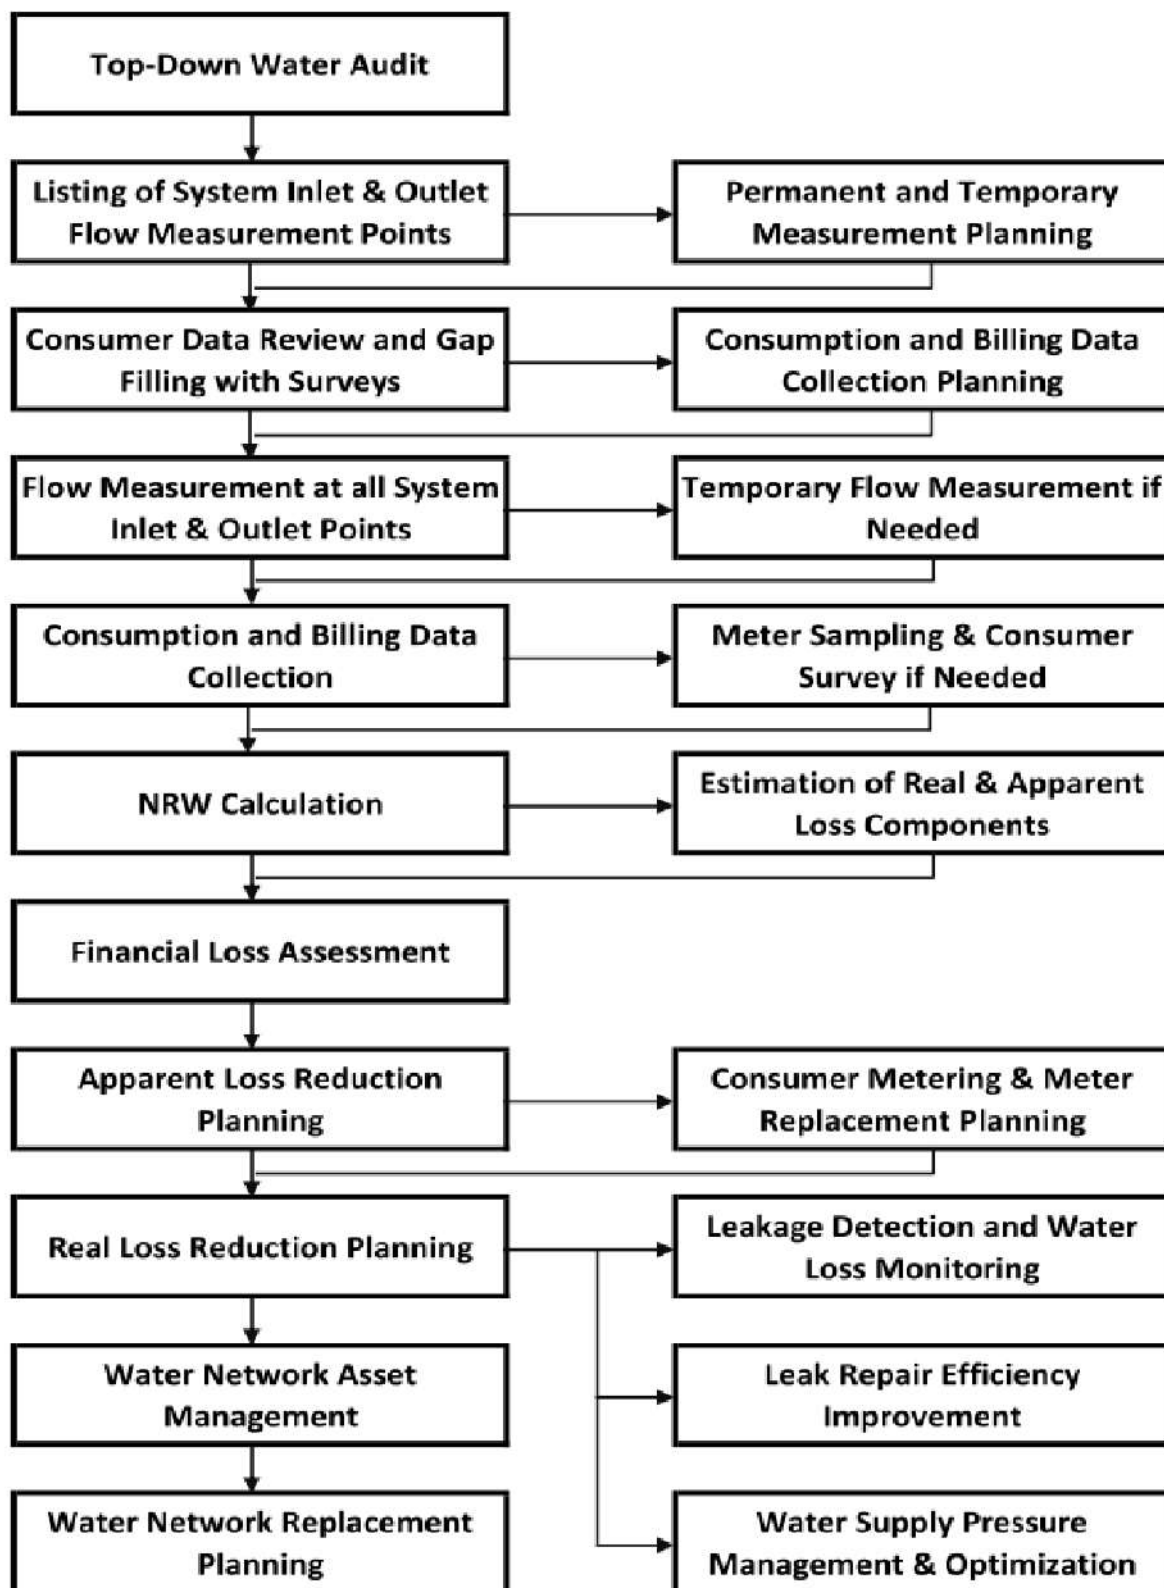 Top-Down Water Audit
Listing of System Inlet & Outlet
Flow Measurement Points
Permanent and Temporary
Measurement Planning
Consumer Data Review and Gap
Filling with Surveys
Consumption and Billing Data
Collection Planning
Flow Measurement at all System
Inlet & Outlet Points
Temporary Flow Measurement if
Needed
Consumption and Billing Data
Collection
Meter Sampling & Consumer
Survey if Needed
NRW Calculation
Estimation of Real & Apparent
Loss Components
Financial Loss Assessment
Apparent Loss Reduction
Planning
Consumer Metering & Meter
Replacement Planning
Real Loss Reduction Planning
Leakage Detection and Water
Loss Monitoring
Water Network Asset
Management
Leak Repair Efficiency
Improvement
Water Network Replacement
Planning
Water Supply Pressure
Management & Optimization